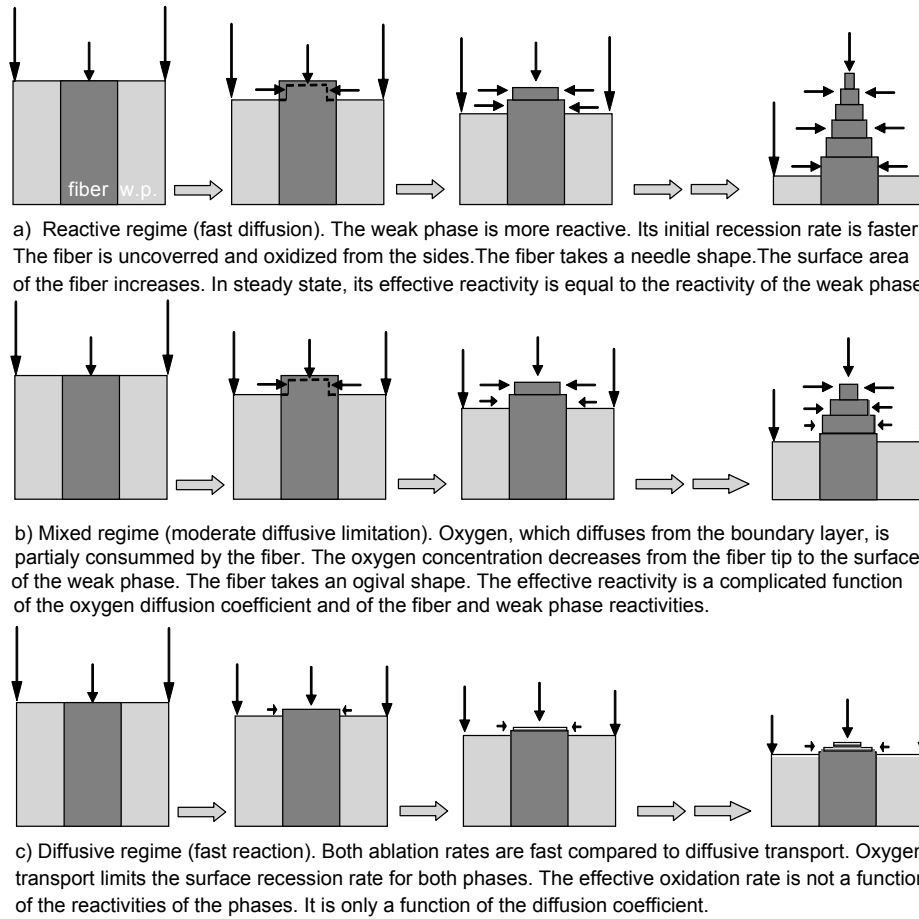 fiber w.p.
a) Reactive regime (fast diffusion). The weak phase is more reactive. Its initial recession rate is faster
The fiber is uncoverred and oxidized from the sides.The fiber takes a needle shape.The surface area
of the fiber increases. In steady state, its effective reactivity is equal to the reactivity of the weak phase
b) Mixed regime (moderate diffusive limitation). Oxygen, which diffuses from the boundary layer, is
partialy consummed by the fiber. The oxygen concentration decreases from the fiber tip to the surface
of the weak phase. The fiber takes an ogival shape. The effective reactivity is a complicated function
of the oxygen diffusion coefficient and of the fiber and weak phase reactivities.
c) Diffusive regime (fast reaction). Both ablation rates are fast compared to diffusive transport. Oxygen
transport limits the surface recession rate for both phases. The effective oxidation rate is not a function
of the reactivities of the phases. It is only a function of the diffusion coefficient.